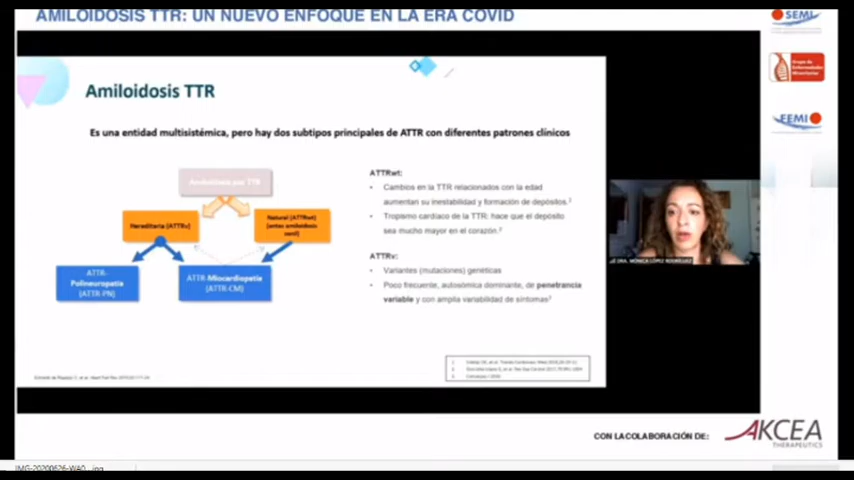 AMILOIDOSIS TTR: UN NUEVO ENFOQUE EN LA ERA COVID
SEMI
FEMI
Amiloidosis TTR
Es una entidad multisistémica, pero hay dos subtipos principales de ATTR con diferentes patrones clínicos
Amiloidosis por TTR
Hereditaria (ATTRv)
Natural (ATTRwt)
(antes amiloidosis
senil)
ATTR-
Polineuropatía
(ATTR-PN)
ATTR-Miocardiopatía
(ATTR-CM)
ATTRwt:
• Cambios en la TTR relacionados con la edad
aumentan su inestabilidad y formación de depósitos.
• Tropismo cardíaco de la TTR: hace que el depósito
sea mucho mayor en el corazón.
ATTRv:
• Variantes (mutaciones) genéticas
• Poco frecuente, autosómica dominante, de penetrancia
variable y con amplia variabilidad de síntomas
DRA. MÓNICA LÓPEZ RODRÍGUEZ
CON LA COLABORACIÓN DE:
AKCEA
THERAPEUTICS
IMG-20200626-WA0....jpg